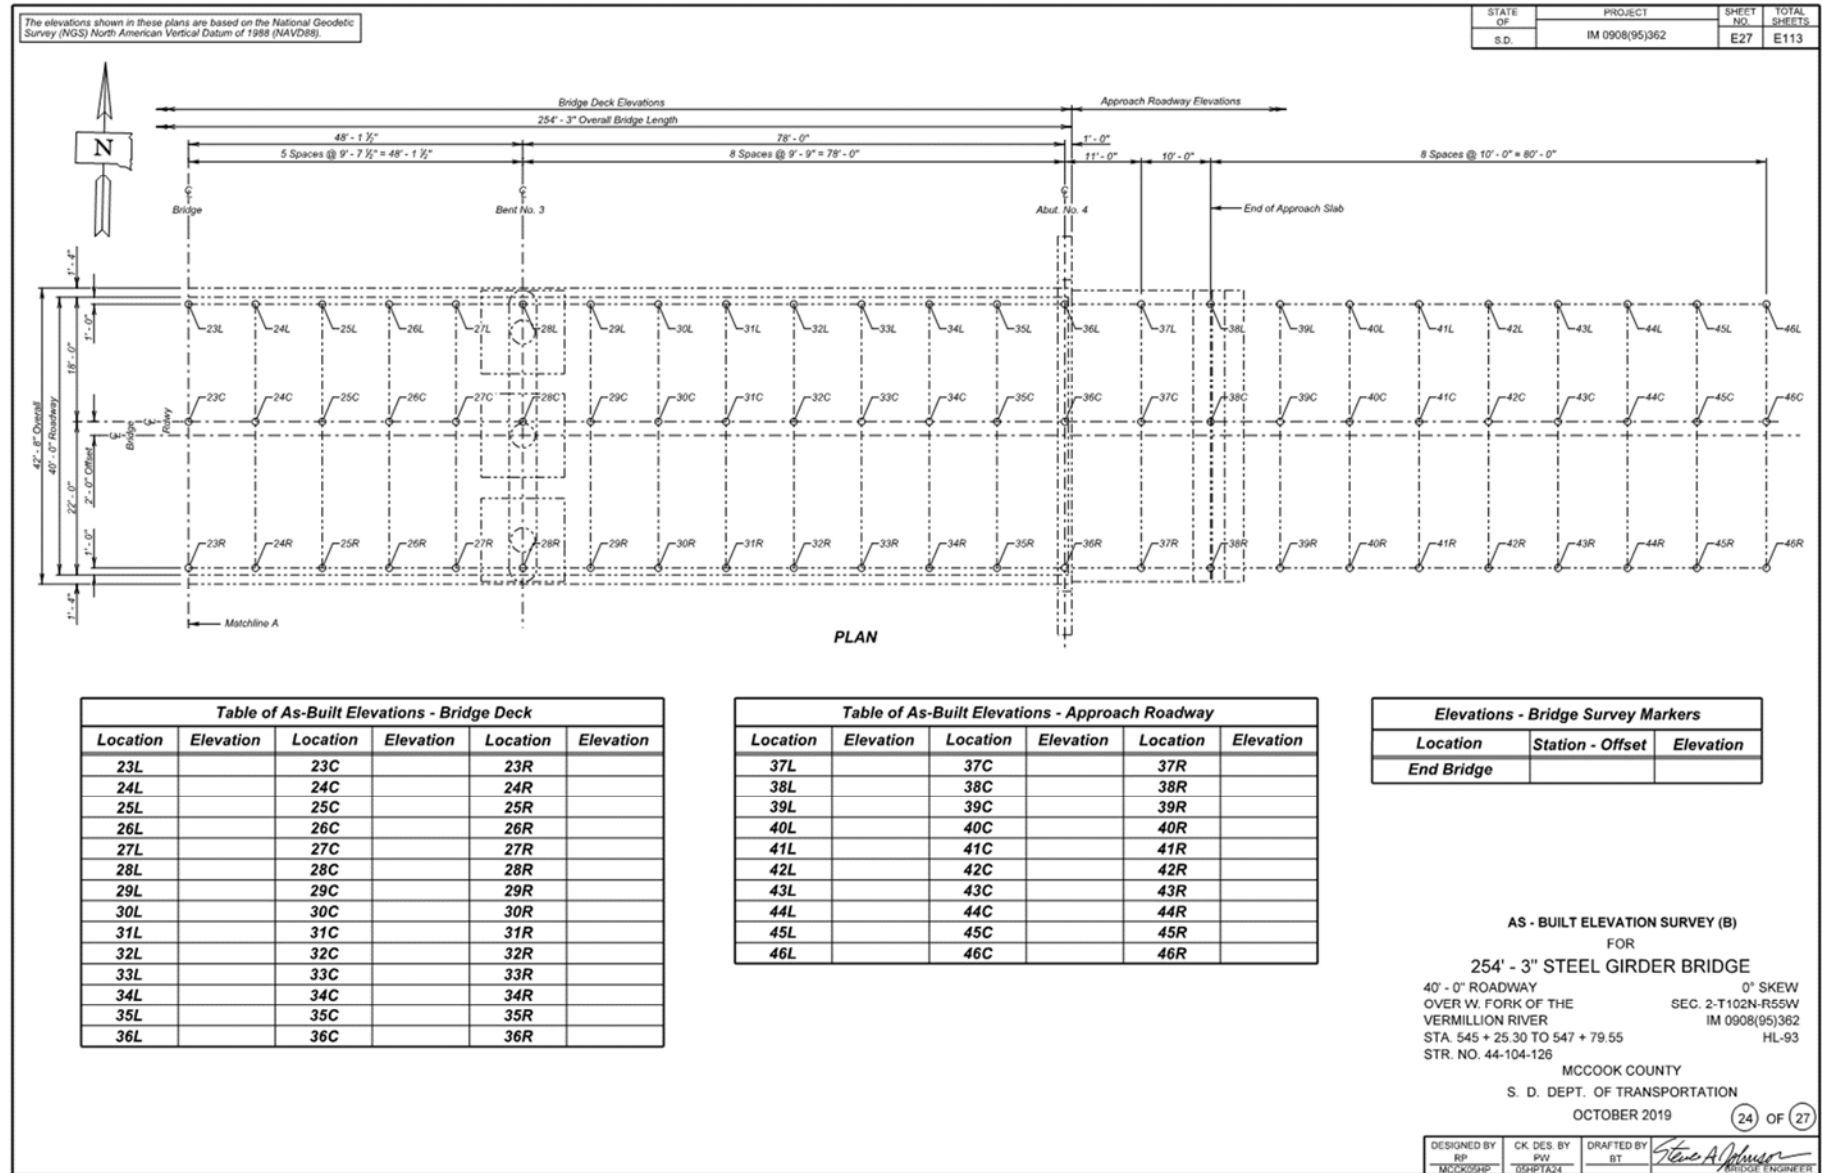 The elevations shown in these plans are based on the National Geodetic
Survey (NGS) North American Vertical Datum of 1988 (NAVD88).
STATE OF S.D.
PROJECT IM 0908(95)362
SHEET NO. E27
TOTAL SHEETS E113
N
Bridge Deck Elevations
Approach Roadway Elevations
254' - 3" Overall Bridge Length
48' - 1 ½" 78' - 0" 1' - 0"
5 Spaces @ 9' - 7 ½" = 48' - 1 ½" 8 Spaces @ 9' - 9" = 78' - 0" 11' - 0" 10' - 0" 8 Spaces @ 10' - 0" = 80' - 0"
℄ Bridge
℄ Bent No. 3
℄ Abut. No. 4
End of Approach Slab
1' - 4"
1' - 0"
18' - 0"
42' - 8" Overall
40' - 0" Roadway
℄ Bridge
℄ Rdwy
22' - 0"
2' - 0" Offset
1' - 0"
1' - 4"
23L 24L 25L 26L 27L 28L 29L 30L 31L 32L 33L 34L 35L 36L 37L 38L 39L 40L 41L 42L 43L 44L 45L 46L
23C 24C 25C 26C 27C 28C 29C 30C 31C 32C 33C 34C 35C 36C 37C 38C 39C 40C 41C 42C 43C 44C 45C 46C
23R 24R 25R 26R 27R 28R 29R 30R 31R 32R 33R 34R 35R 36R 37R 38R 39R 40R 41R 42R 43R 44R 45R 46R
Matchline A
PLAN
Table of As-Built Elevations - Bridge Deck
Location Elevation Location Elevation Location Elevation
23L 23C 23R
24L 24C 24R
25L 25C 25R
26L 26C 26R
27L 27C 27R
28L 28C 28R
29L 29C 29R
30L 30C 30R
31L 31C 31R
32L 32C 32R
33L 33C 33R
34L 34C 34R
35L 35C 35R
36L 36C 36R
Table of As-Built Elevations - Approach Roadway
Location Elevation Location Elevation Location Elevation
37L 37C 37R
38L 38C 38R
39L 39C 39R
40L 40C 40R
41L 41C 41R
42L 42C 42R
43L 43C 43R
44L 44C 44R
45L 45C 45R
46L 46C 46R
Elevations - Bridge Survey Markers
Location Station - Offset Elevation
End Bridge
AS - BUILT ELEVATION SURVEY (B)
FOR
254' - 3" STEEL GIRDER BRIDGE
40' - 0" ROADWAY 0° SKEW
OVER W. FORK OF THE SEC. 2-T102N-R55W
VERMILLION RIVER IM 0908(95)362
STA. 545 + 25.30 TO 547 + 79.55 HL-93
STR. NO. 44-104-126
MCCOOK COUNTY
S. D. DEPT. OF TRANSPORTATION
OCTOBER 2019
24 OF 27
DESIGNED BY RP MCCK05HP
CK. DES. BY PW 05HPTA24
DRAFTED BY BT
Steve A Johnson
BRIDGE ENGINEER